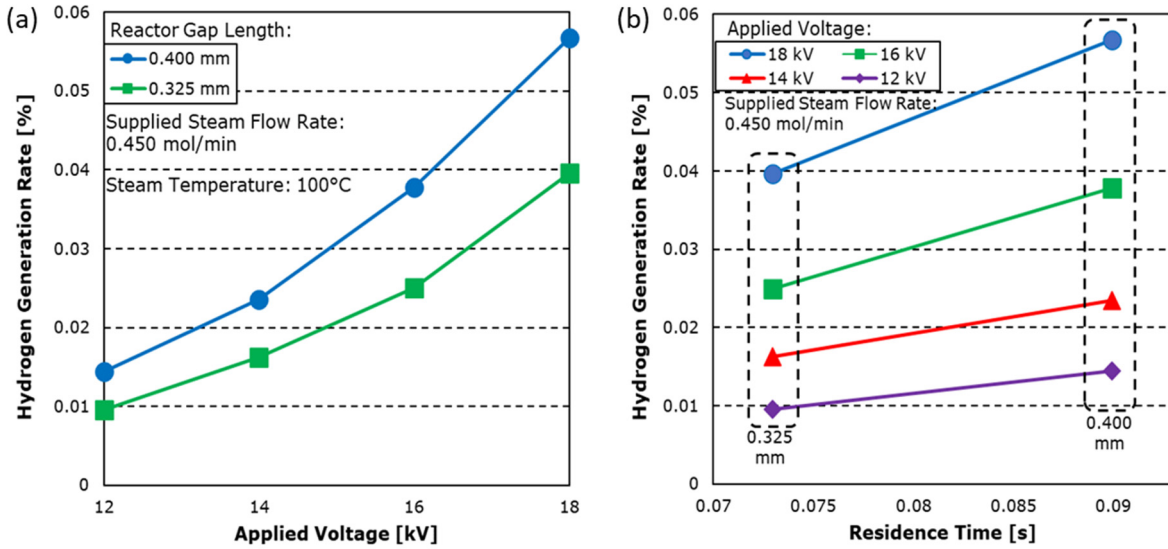 (a)
Hydrogen Generation Rate [%]
0.06
0.05
0.04
0.03
0.02
0.01
0
Reactor Gap Length:
0.400 mm
0.325 mm
Supplied Steam Flow Rate:
0.450 mol/min
Steam Temperature: 100°C
12
14
16
18
Applied Voltage [kV]
(b)
Hydrogen Generation Rate [%]
0.06
0.05
0.04
0.03
0.02
0.01
0
Applied Voltage:
18 kV
16 kV
14 kV
12 kV
Supplied Steam Flow Rate:
0.450 mol/min
0.325
mm
0.400
mm
0.07
0.075
0.08
0.085
0.09
Residence Time [s]